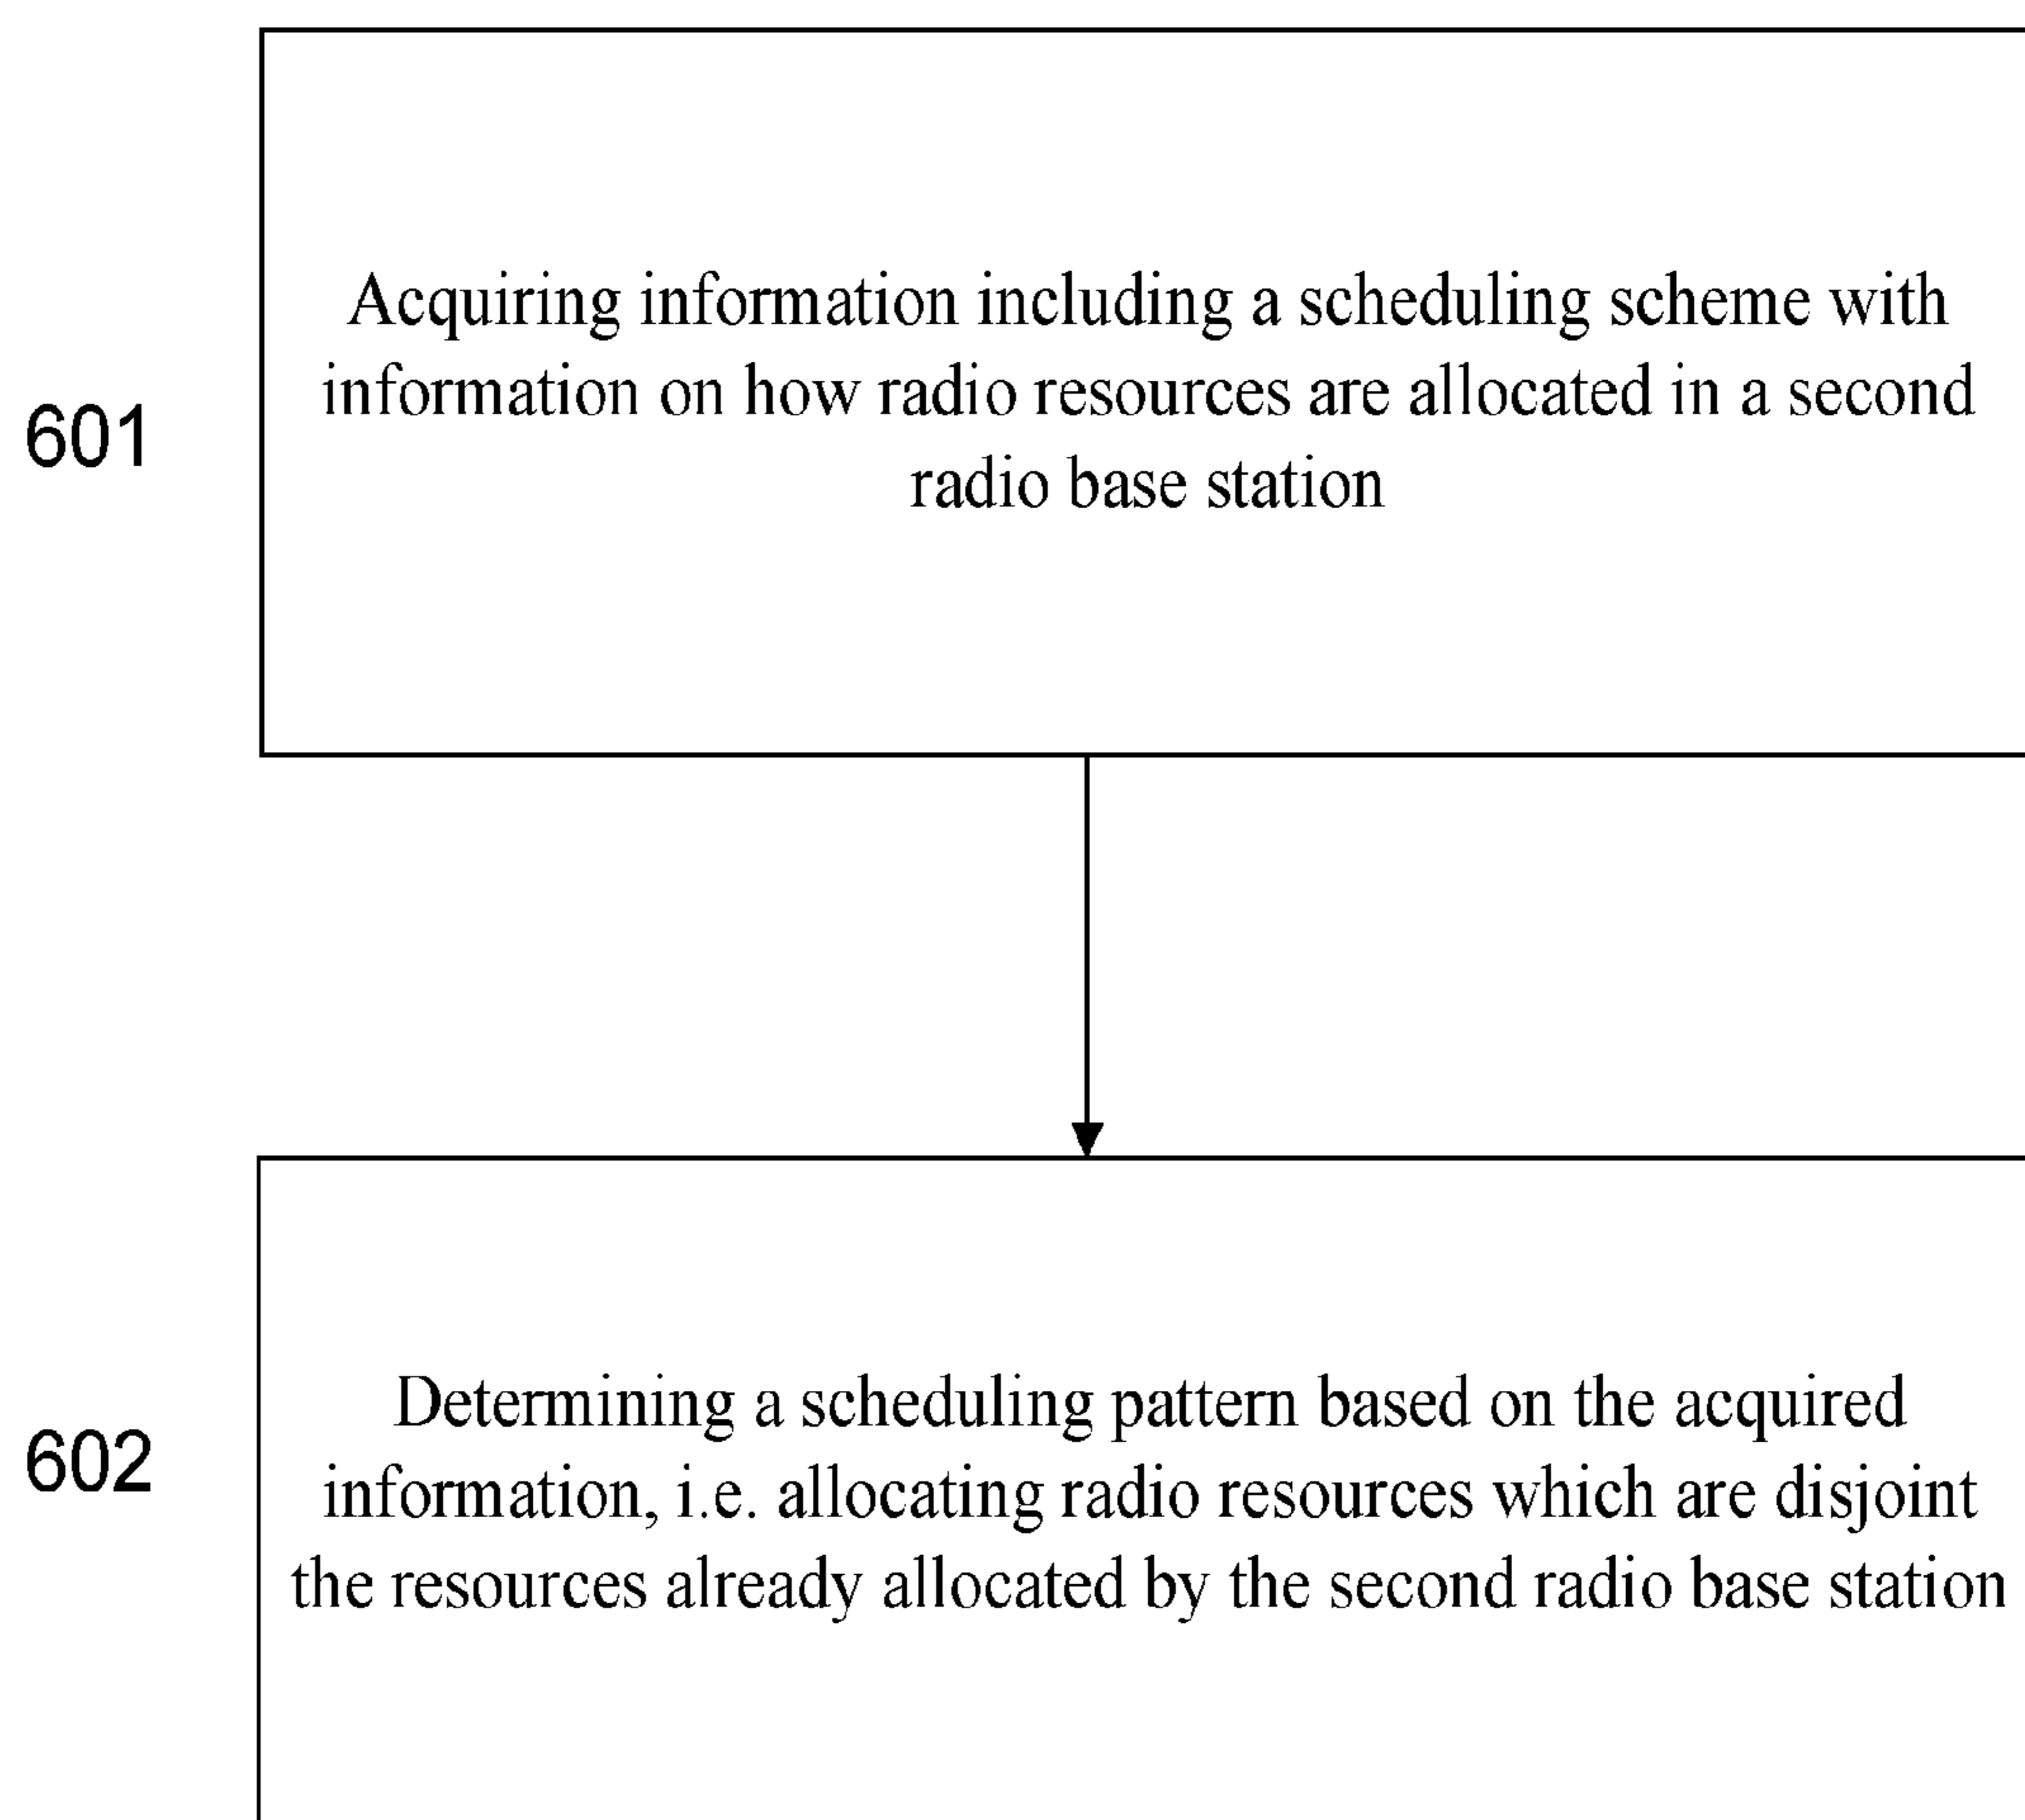 Acquiring information including a scheduling scheme with
information on how radio resources are allocated in a second
radio base station
601
Determining a scheduling pattern based on the acquired
information, i.e. allocating radio resources which are disjoint
the resources already allocated by the second radio base station
602